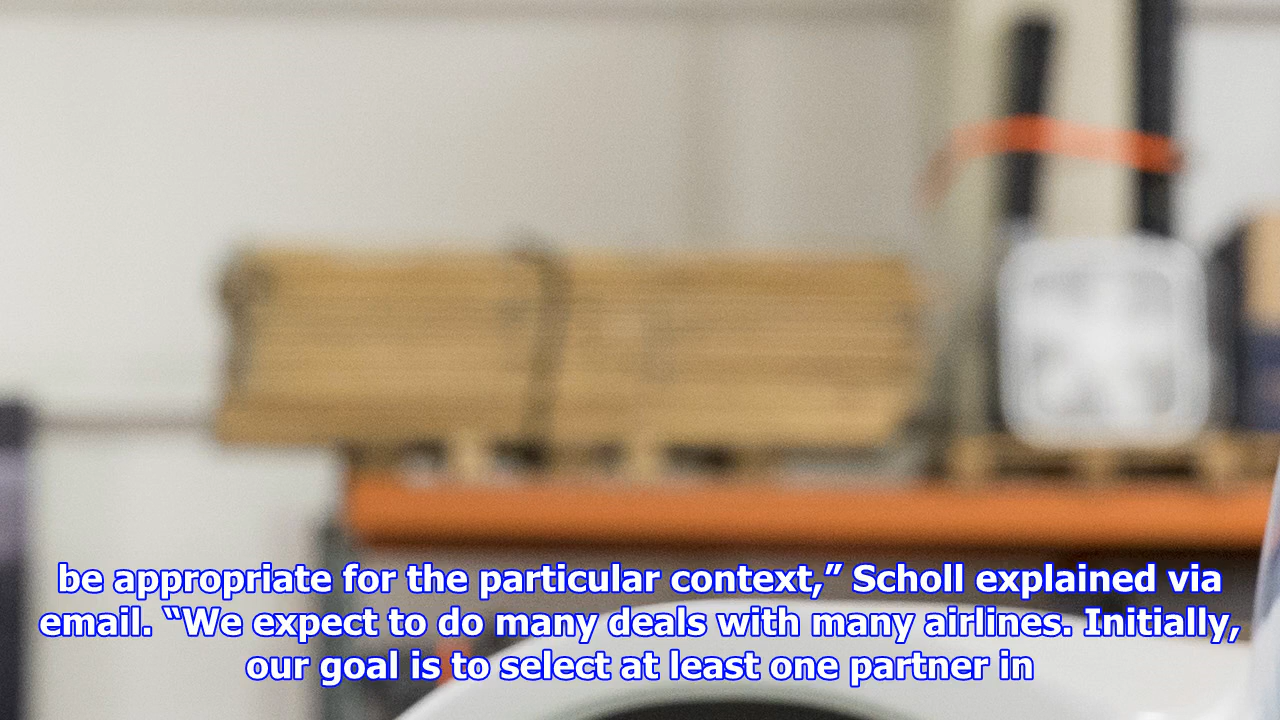 be appropriate for the particular context,” Scholl explained via
email. “We expect to do many deals with many airlines. Initially,
our goal is to select at least one partner in